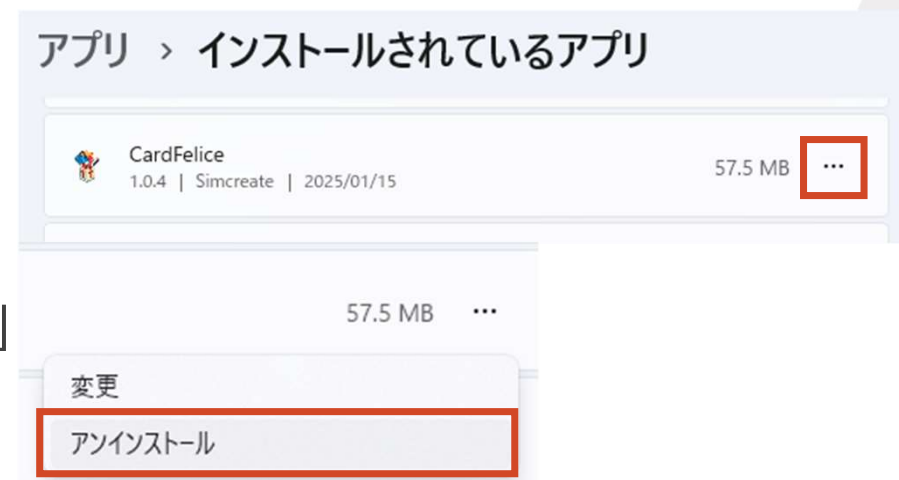 アプリ › インストールされているアプリ
CardFelice
1.0.4 | Simcreate | 2025/01/15
57.5 MB ···
57.5 MB ···
」
変更
アンインストール